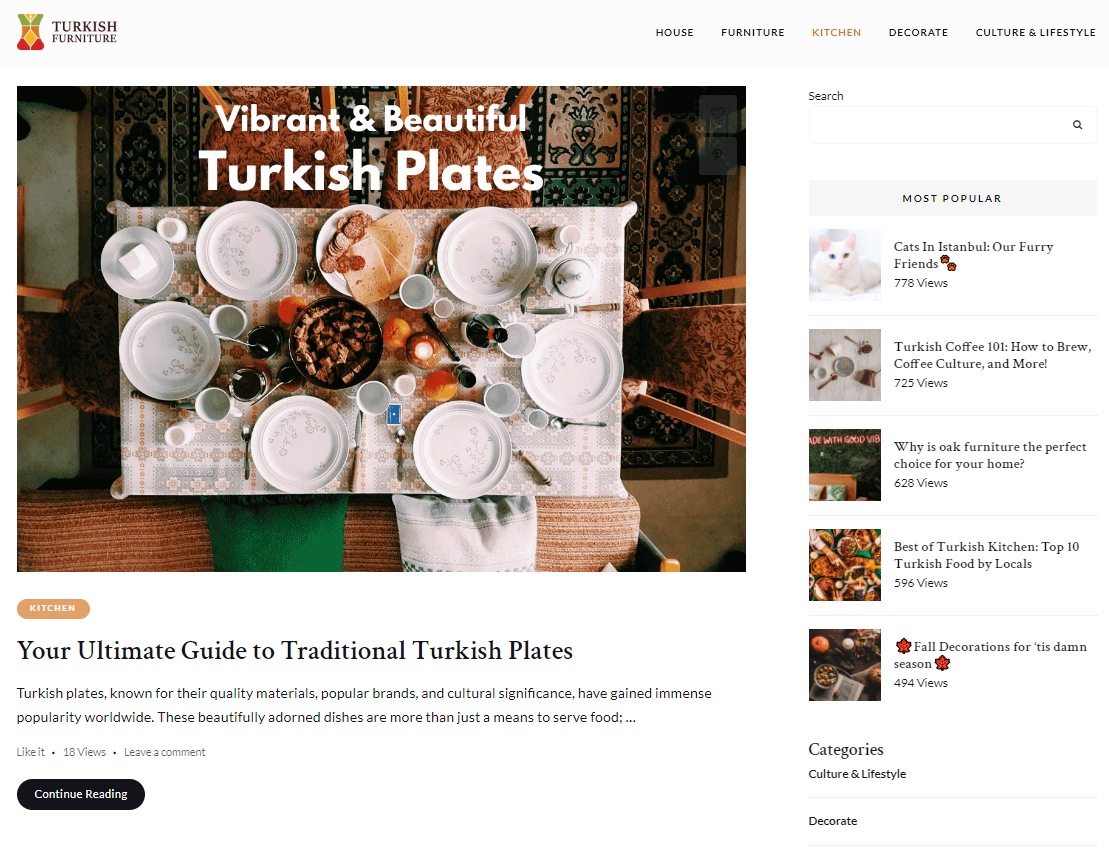 TURKISH
FURNITURE
HOUSE
FURNITURE
KITCHEN
DECORATE
CULTURE & LIFESTYLE
Vibrant & Beautiful
Turkish Plates
KITCHEN
Your Ultimate Guide to Traditional Turkish Plates
Turkish plates, known for their quality materials, popular brands, and cultural significance, have gained immense
popularity worldwide. These beautifully adorned dishes are more than just a means to serve food; …
Like it • 18 Views • Leave a comment
Continue Reading
Search
MOST POPULAR
Cats In Istanbul: Our Furry
Friends🐾
778 Views
Turkish Coffee 101: How to Brew,
Coffee Culture, and More!
725 Views
ADE WITH GOOD VIB
Why is oak furniture the perfect
choice for your home?
628 Views
Best of Turkish Kitchen: Top 10
Turkish Food by Locals
596 Views
🍁Fall Decorations for ‘tis damn
season🍁
494 Views
Categories
Culture & Lifestyle
Decorate